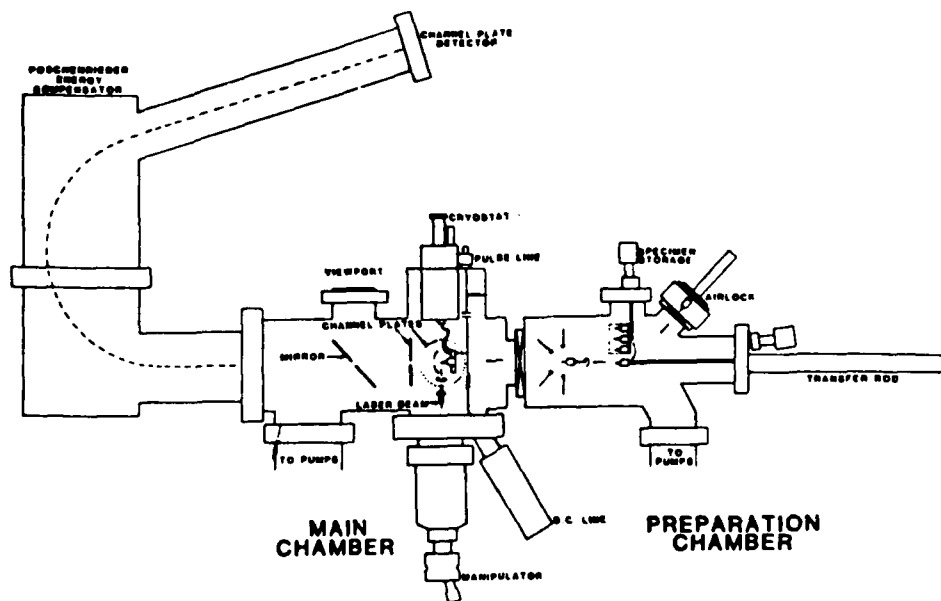 CHANNEL PLATE
DETECTOR
POSCHENRIEDER
ENERGY
COMPENSATOR
CRYOSTAT
PULSE LINE
SPECIMEN
STORAGE
VIEWPORT
AIRLOCK
CHANNEL PLATES
MIRROR
TRANSFER ROD
LASER BEAM
TO PUMPS
TO
PUMPS
D.C. LINE
MAIN
CHAMBER
PREPARATION
CHAMBER
MANIPULATOR